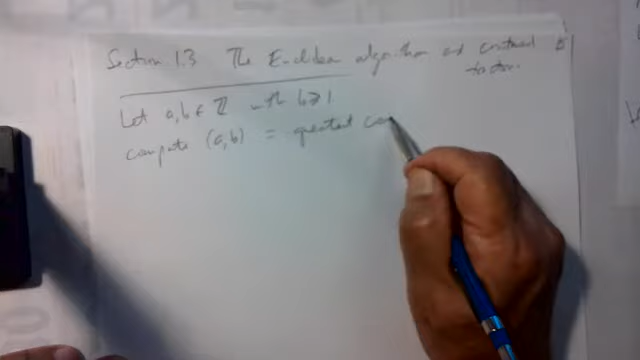 Section 1.3 The Euclidean algorithm and continued
fractions
Let a, b ∈ ℤ with b ≥ 1
compute (a, b) = greatest co